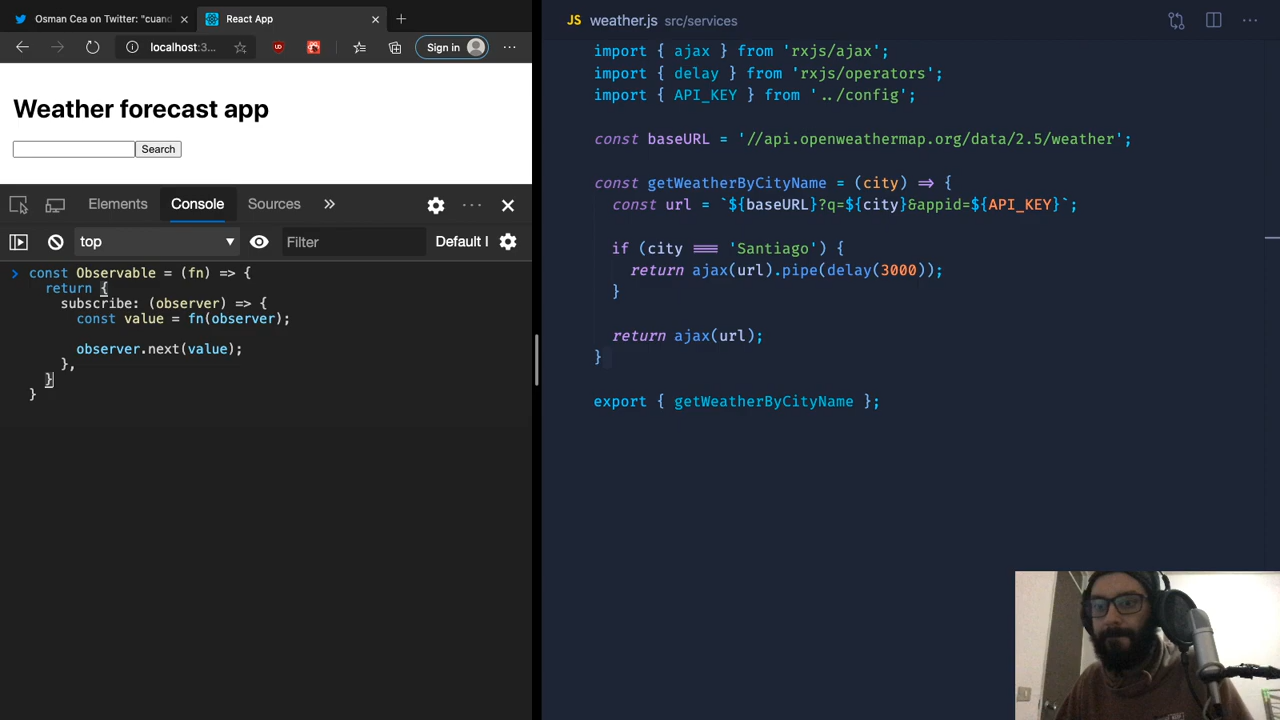 Osman Cea on Twitter: "cuand
React App
localhost:3...
Sign in
Weather forecast app
Search
Elements
Console
Sources
top
Filter
Default l
const Observable = (fn) => {
return {
subscribe: (observer) => {
const value = fn(observer);
observer.next(value);
},
}
}
JS weather.js src/services
import { ajax } from 'rxjs/ajax';
import { delay } from 'rxjs/operators';
import { API_KEY } from '../config';
const baseURL = '//api.openweathermap.org/data/2.5/weather';
const getWeatherByCityName = (city) => {
const url = `${baseURL}?q=${city}&appid=${API_KEY}`;
if (city === 'Santiago') {
return ajax(url).pipe(delay(3000));
}
return ajax(url);
}
export { getWeatherByCityName };